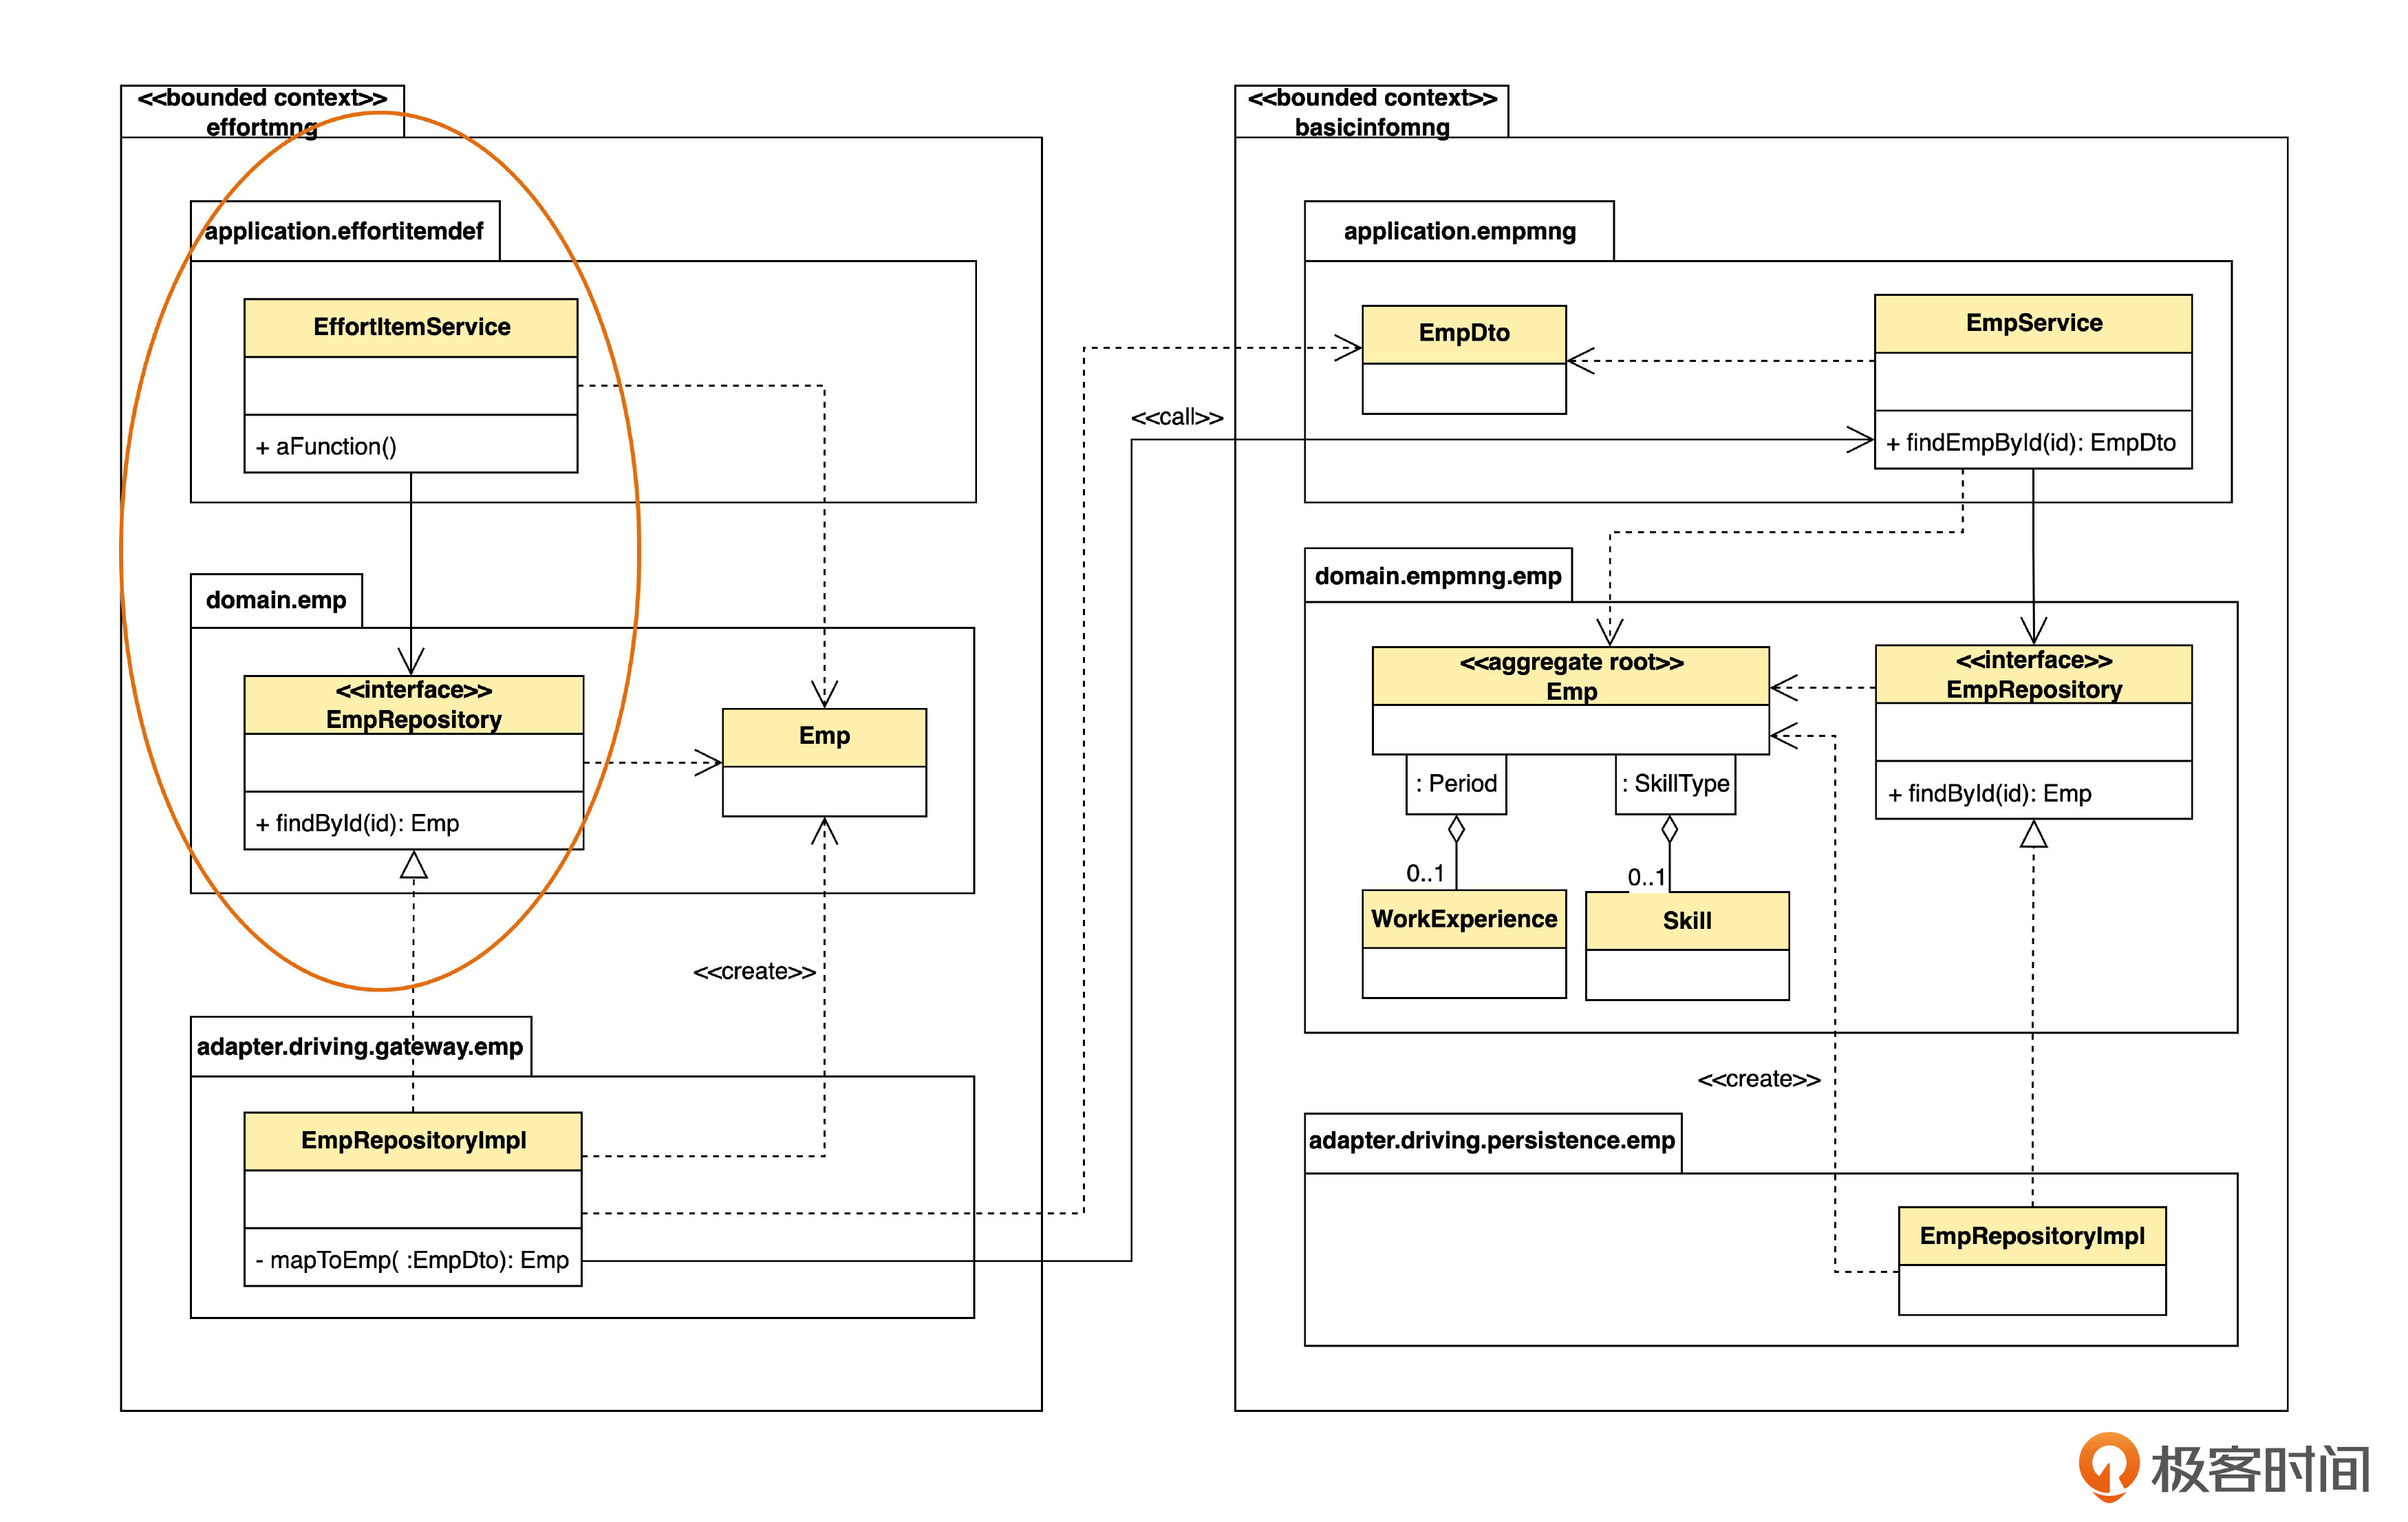 <<bounded context>>
effortmng
application.effortitemdef
EffortItemService
+ aFunction()
domain.emp
<<interface>>
EmpRepository
+ findById(id): Emp
Emp
<<create>>
adapter.driving.gateway.emp
EmpRepositoryImpl
- mapToEmp( :EmpDto): Emp
<<call>>
<<bounded context>>
basicinfomng
application.empmng
EmpDto
EmpService
+ findEmpById(id): EmpDto
domain.empmng.emp
<<aggregate root>>
Emp
: Period
: SkillType
0..1
0..1
WorkExperience
Skill
<<interface>>
EmpRepository
+ findById(id): Emp
<<create>>
adapter.driving.persistence.emp
EmpRepositoryImpl
极客时间